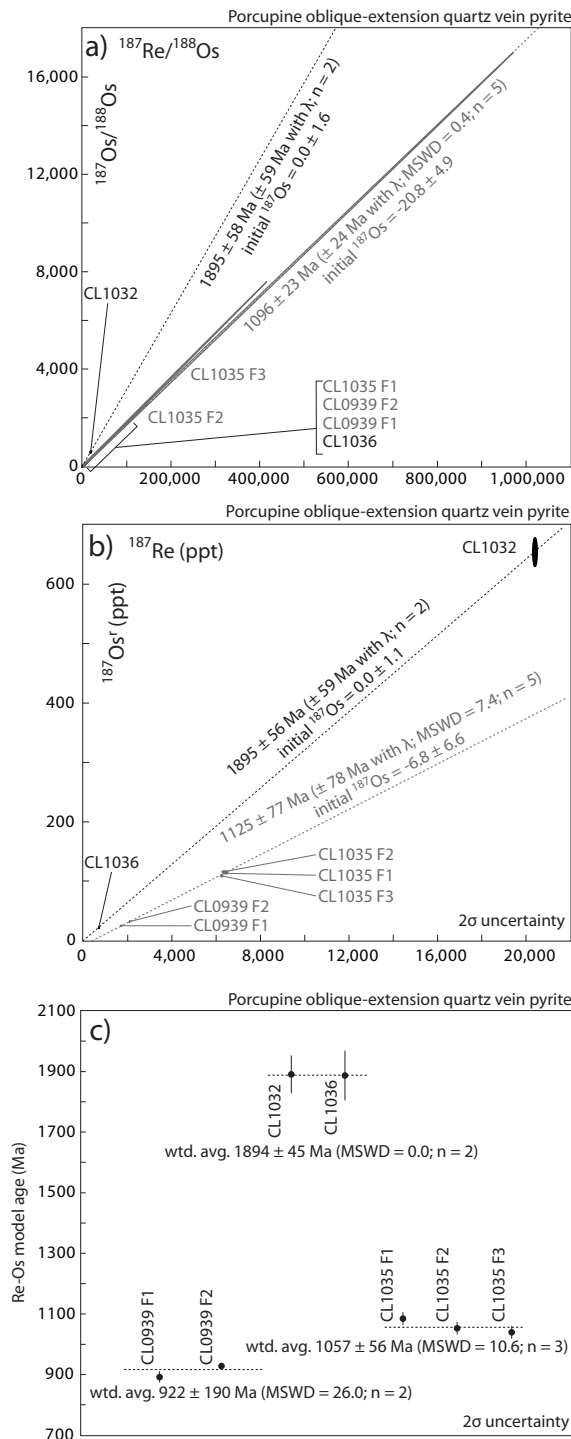 Porcupine oblique-extension quartz vein pyrite
a) ¹⁸⁷Re/¹⁸⁸Os
16,000
12,000
8,000
4,000
0
¹⁸⁷Os/¹⁸⁸Os
1895 ± 58 Ma (± 59 Ma with λ; n = 2)
initial ¹⁸⁷Os = 0.0 ± 1.6
1096 ± 23 Ma (± 24 Ma with λ; MSWD = 0.4; n = 5)
initial ¹⁸⁷Os = -20.8 ± 4.9
CL1032
CL1035 F3
CL1035 F2
CL1035 F1
CL0939 F2
CL0939 F1
CL1036
0 200,000 400,000 600,000 800,000 1,000,000
Porcupine oblique-extension quartz vein pyrite
b) ¹⁸⁷Re (ppt)
CL1032
600
400
200
0
¹⁸⁷Osʳ (ppt)
1895 ± 56 Ma (± 59 Ma with λ; n = 2)
initial ¹⁸⁷Os = 0.0 ± 1.1
1125 ± 77 Ma (± 78 Ma with λ; MSWD = 7.4; n = 5)
initial ¹⁸⁷Os = -6.8 ± 6.6
CL1036
CL1035 F2
CL1035 F1
CL1035 F3
CL0939 F2
CL0939 F1
2σ uncertainty
0 4,000 8,000 12,000 16,000 20,000
Porcupine oblique-extension quartz vein pyrite
c)
2100
1900
1700
1500
1300
1100
900
700
Re-Os model age (Ma)
CL1032
CL1036
wtd. avg. 1894 ± 45 Ma (MSWD = 0.0; n = 2)
CL0939 F1
CL0939 F2
CL1035 F1
CL1035 F2
CL1035 F3
wtd. avg. 1057 ± 56 Ma (MSWD = 10.6; n = 3)
wtd. avg. 922 ± 190 Ma (MSWD = 26.0; n = 2)
2σ uncertainty